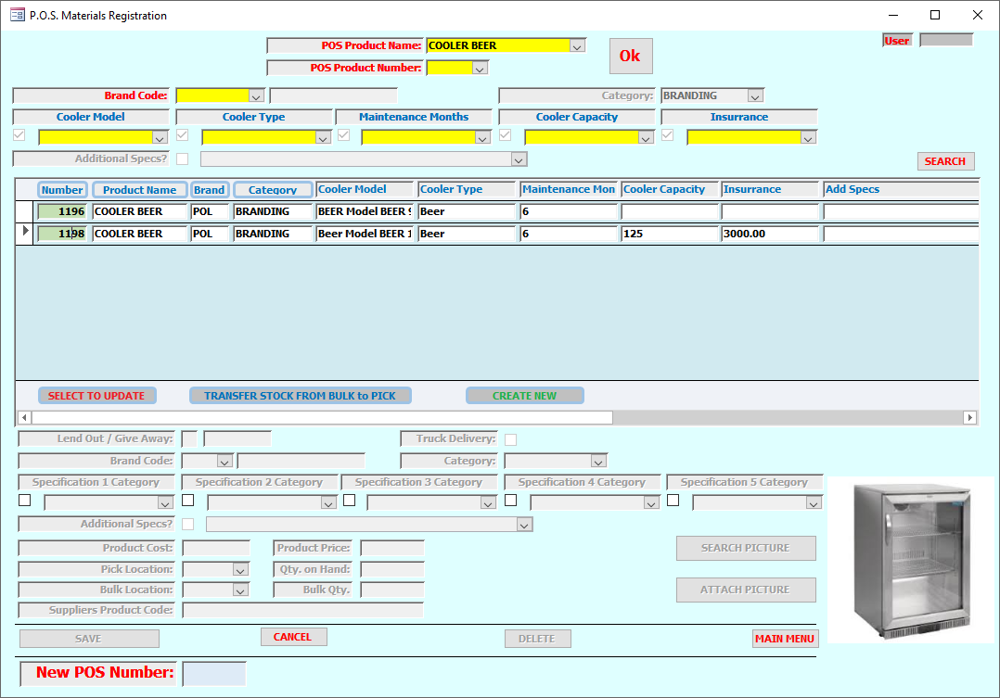 P.O.S. Materials Registration
User
POS Product Name: COOLER BEER
Ok
POS Product Number:
Brand Code: Category: BRANDING
Cooler Model Cooler Type Maintenance Months Cooler Capacity Insurrance
Additional Specs?
SEARCH
Number Product Name Brand Category Cooler Model Cooler Type Maintenance Mon Cooler Capacity Insurrance Add Specs
1196 COOLER BEER POL BRANDING BEER Model BEER 9 Beer 6
1198 COOLER BEER POL BRANDING Beer Model BEER 1 Beer 6 125 3000.00
SELECT TO UPDATE TRANSFER STOCK FROM BULK to PICK CREATE NEW
Lend Out / Give Away: Truck Delivery:
Brand Code: Category:
Specification 1 Category Specification 2 Category Specification 3 Category Specification 4 Category Specification 5 Category
Additional Specs?
Product Cost: Product Price: SEARCH PICTURE
Pick Location: Qty. on Hand:
Bulk Location: Bulk Qty. ATTACH PICTURE
Suppliers Product Code:
SAVE CANCEL DELETE MAIN MENU
New POS Number: